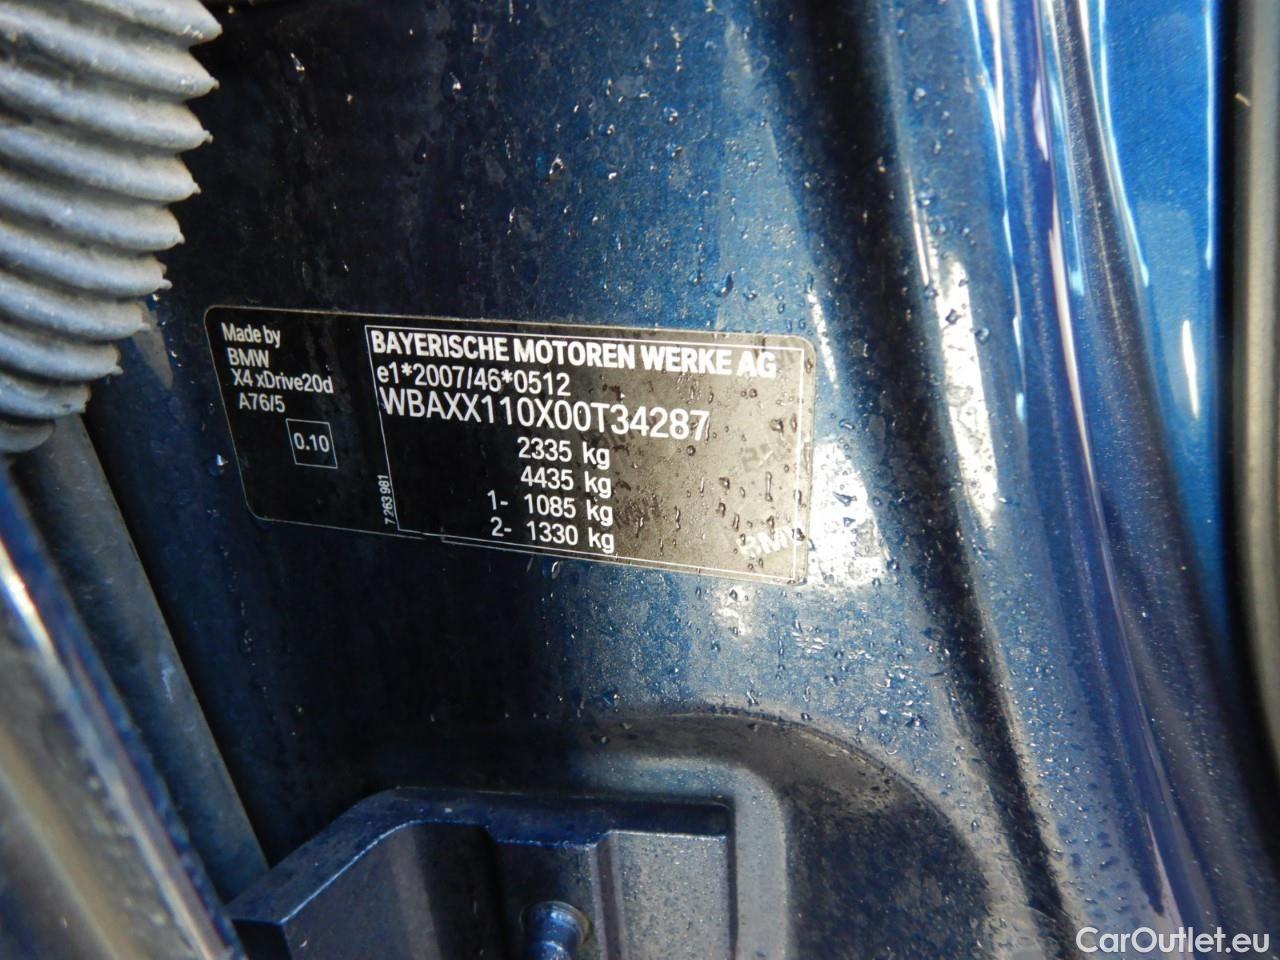 Made by
BMW
X4 xDrive20d
A76/5
0.10
7 263 981
BAYERISCHE MOTOREN WERKE AG
e1*2007/46*0512
WBAXX110X00T34287
2335 kg
4435 kg
1- 1085 kg
2- 1330 kg
BMW
CarOutlet.eu